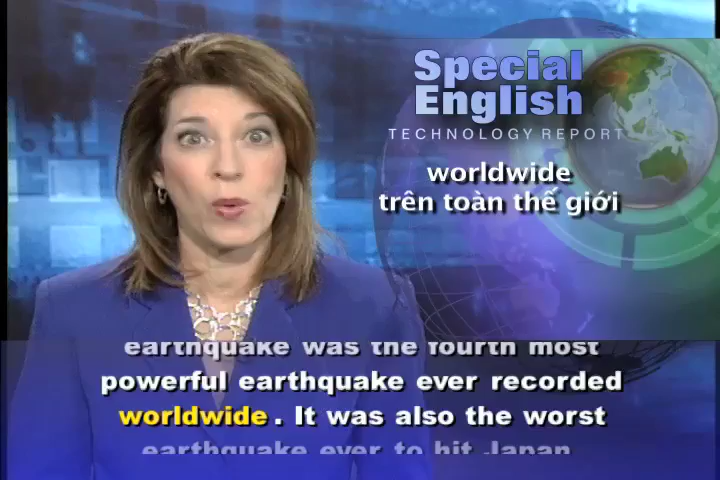 Special
English
TECHNOLOGY REPORT
worldwide
trên toàn thế giới
earthquake was the fourth most
powerful earthquake ever recorded
worldwide. It was also the worst
earthquake ever to hit Japan